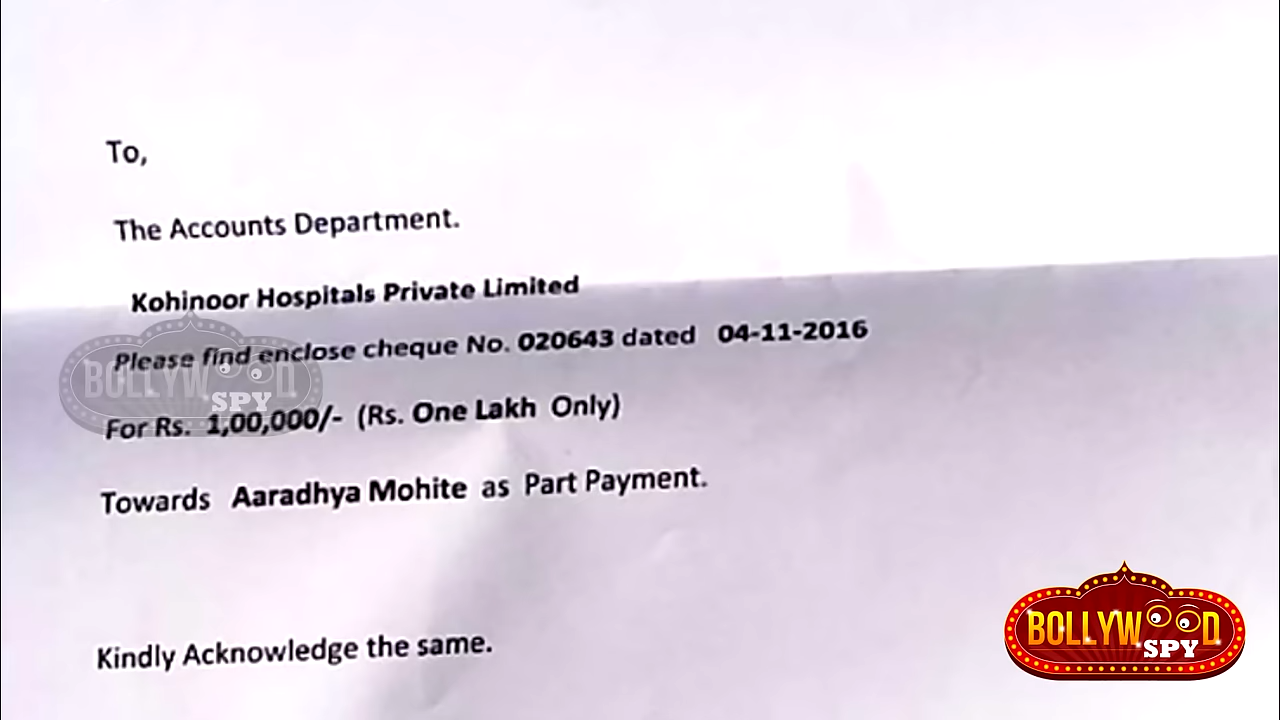 To,
The Accounts Department.
Kohinoor Hospitals Private Limited
Please find enclose cheque No. 020643 dated 04-11-2016
For Rs. 1,00,000/- (Rs. One Lakh Only)
Towards Aaradhya Mohite as Part Payment.
Kindly Acknowledge the same.
BOLLYWOOD
SPY
BOLLYWOOD
SPY